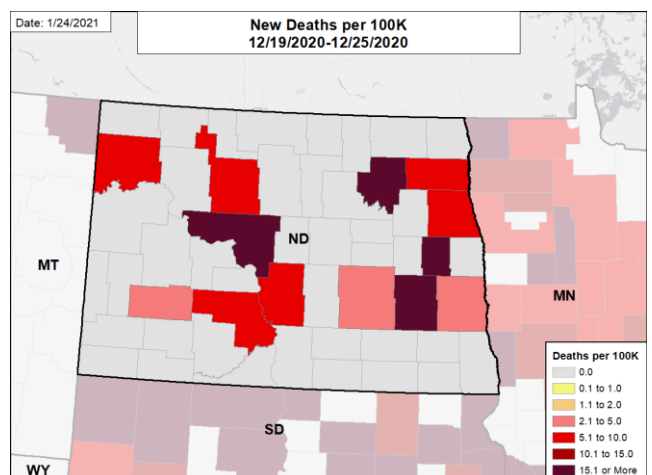 Date: 1/24/2021
New Deaths per 100K
12/19/2020-12/25/2020
ND
MT
MN
SD
WY
Deaths per 100K
0.0
0.1 to 1.0
1.1 to 2.0
2.1 to 5.0
5.1 to 10.0
10.1 to 15.0
15.1 or More